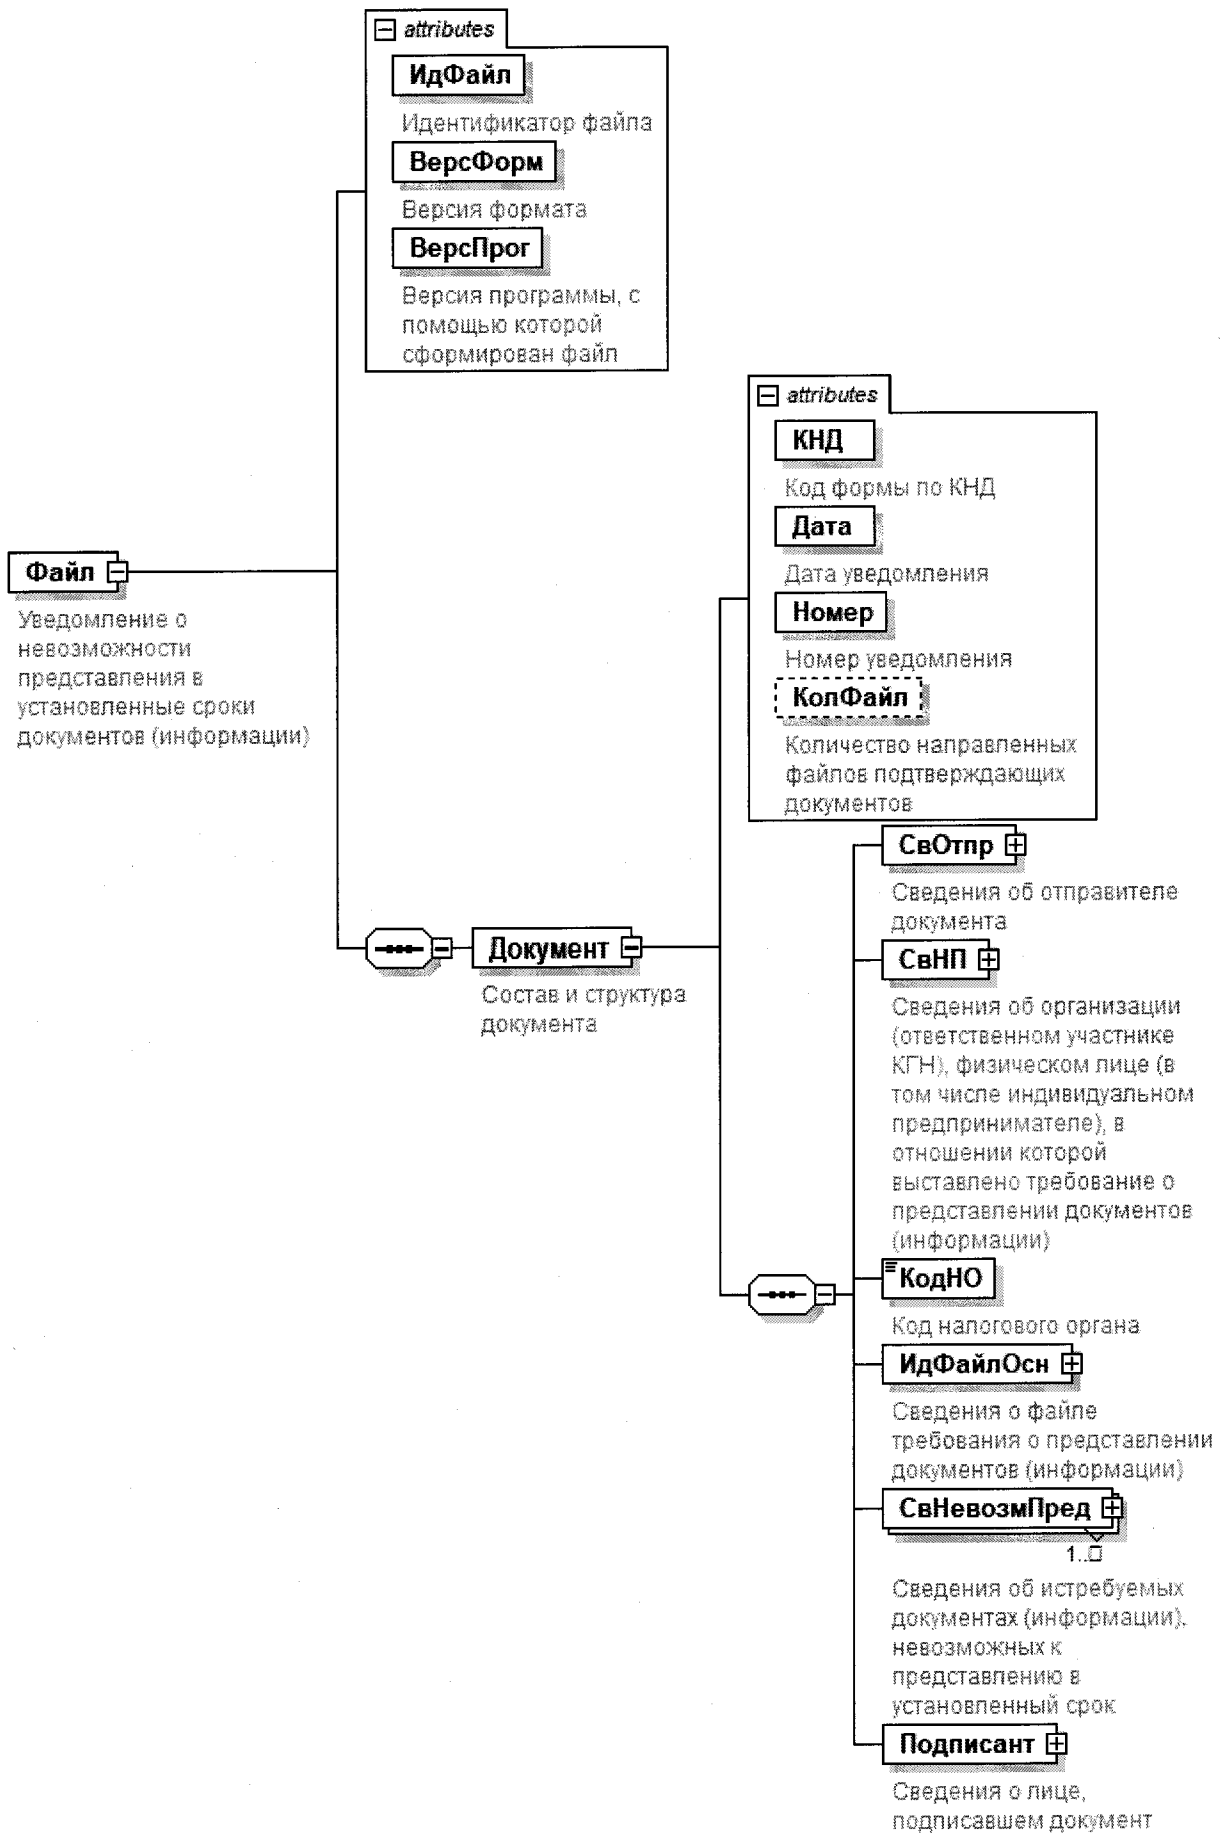 attributes
ИдФайл
Идентификатор файла
ВерсФорм
Версия формата
ВерсПрог
Версия программы, с
помощью которой
сформирован файл
Файл
Уведомление о
невозможности
представления в
установленные сроки
документов (информации)
attributes
КНД
Код формы по КНД
Дата
Дата уведомления
Номер
Номер уведомления
КолФайл
Количество направленных
файлов подтверждающих
документов
Документ
Состав и структура
документа
СвОтпр
Сведения об отправителе
документа
СвНП
Сведения об организации
(ответственном участнике
КГН), физическом лице (в
том числе индивидуальном
предпринимателе), в
отношении которой
выставлено требование о
представлении документов
(информации)
КодНО
Код налогового органа
ИдФайлОсн
Сведения о файле
требования о представлении
документов (информации)
СвНевозмПред
1..□
Сведения об истребуемых
документах (информации),
невозможных к
представлению в
установленный срок
Подписант
Сведения о лице,
подписавшем документ